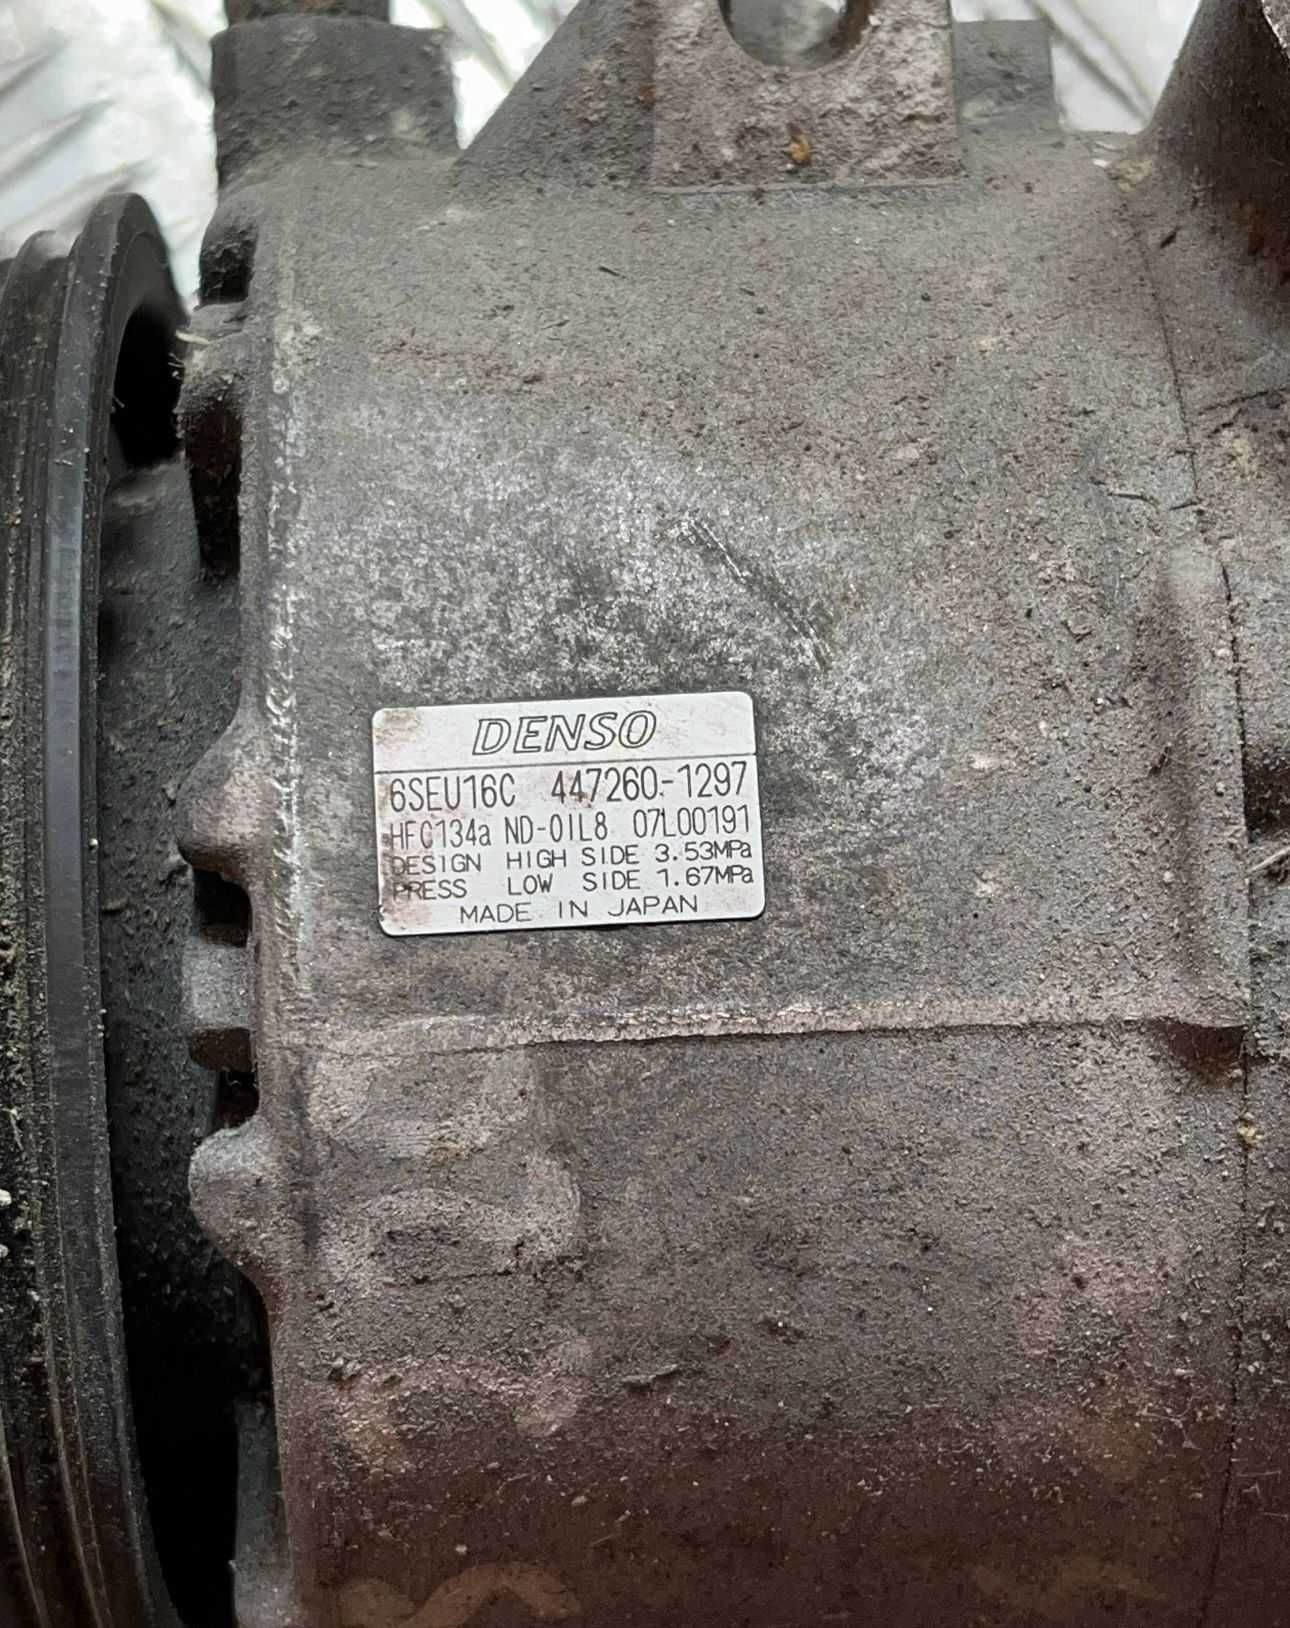 DENSO
6SEU16C 447260-1297
HFC134a ND-OIL8 07L00191
DESIGN HIGH SIDE 3.53MPa
PRESS LOW SIDE 1.67MPa
MADE IN JAPAN